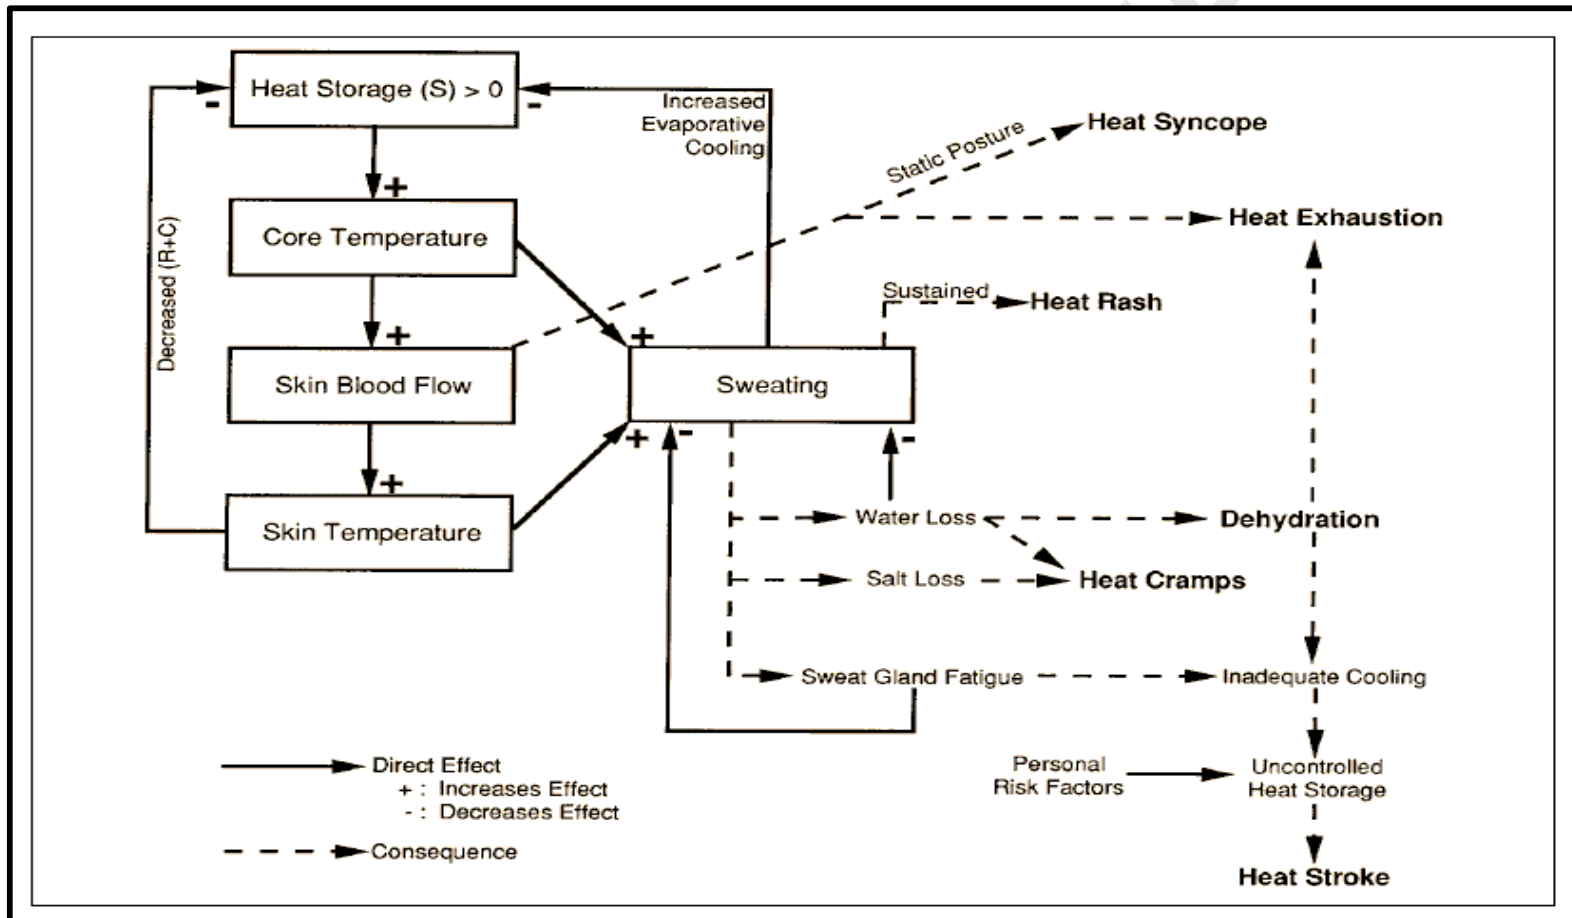 Heat Storage (S) > 0
-
-
Increased
Evaporative
Cooling
Heat Syncope
Static Posture
+
Core Temperature
Heat Exhaustion
Decreased (R+C)
Sustained
Heat Rash
+
+
Skin Blood Flow
Sweating
+
-
-
+
Skin Temperature
Water Loss
Dehydration
Salt Loss
Heat Cramps
Sweat Gland Fatigue
Inadequate Cooling
Direct Effect
+ : Increases Effect
- : Decreases Effect
Consequence
Personal
Risk Factors
Uncontrolled
Heat Storage
Heat Stroke